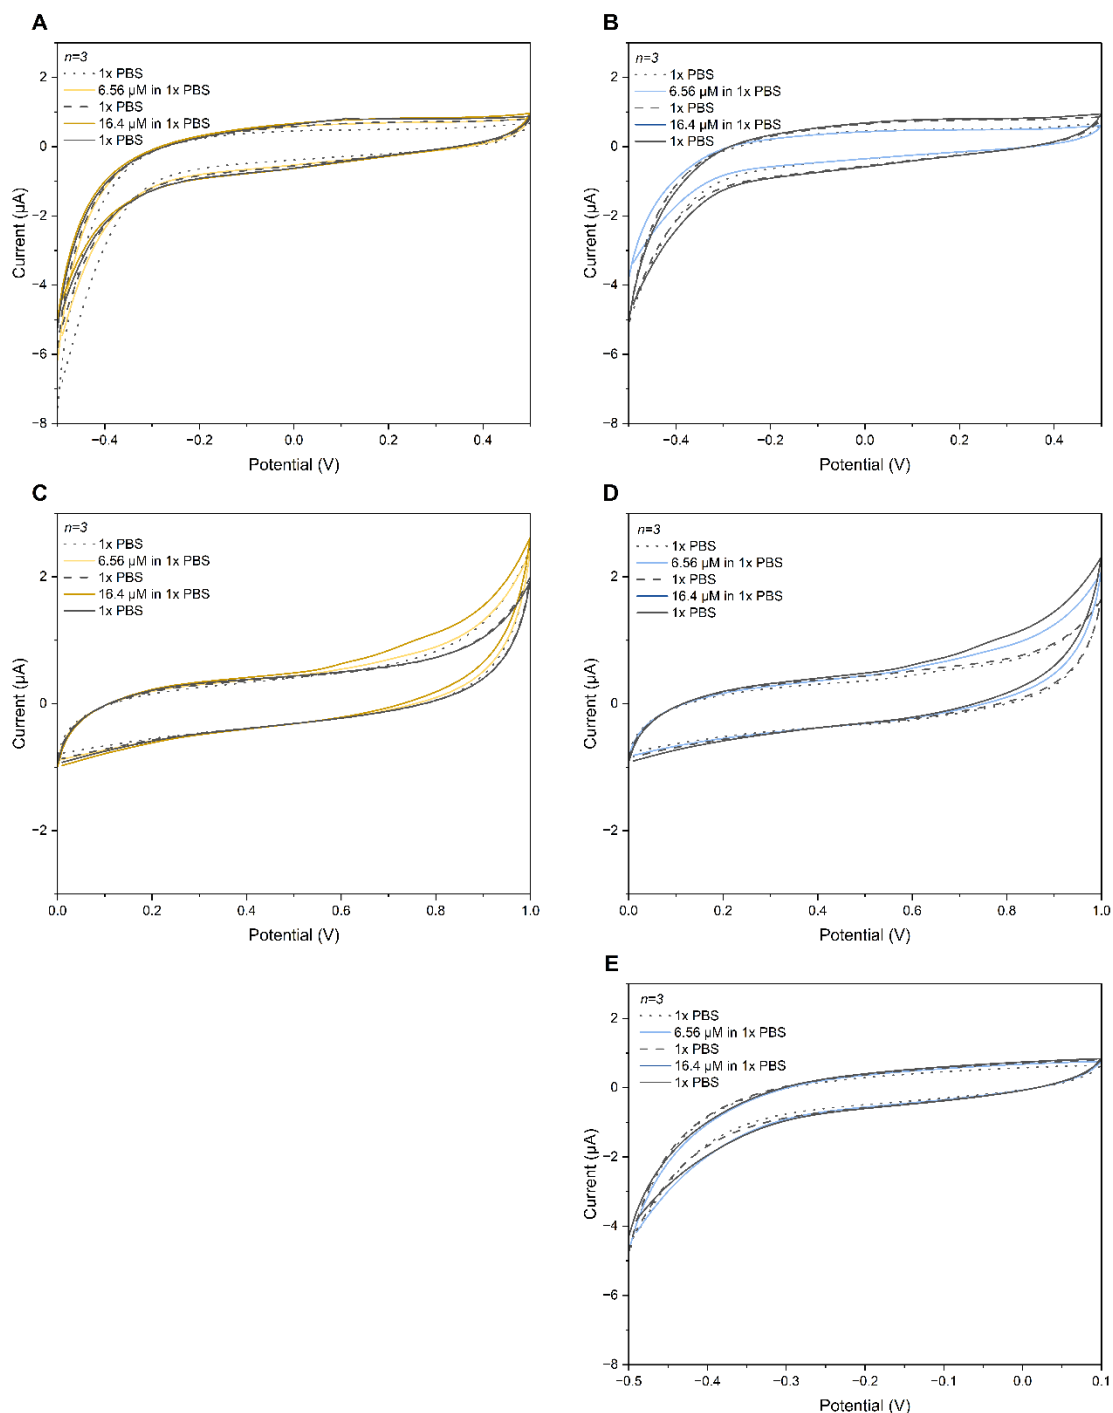 A
n=3
1x PBS
6.56 µM in 1x PBS
1x PBS
16.4 µM in 1x PBS
1x PBS
2
0
−2
−4
−6
−8
Current (µA)
−0.4
−0.2
0.0
0.2
0.4
Potential (V)
B
n=3
1x PBS
6.56 µM in 1x PBS
1x PBS
16.4 µM in 1x PBS
1x PBS
2
0
−2
−4
−6
−8
Current (µA)
−0.4
−0.2
0.0
0.2
0.4
Potential (V)
C
n=3
1x PBS
6.56 µM in 1x PBS
1x PBS
16.4 µM in 1x PBS
1x PBS
2
0
−2
Current (µA)
0.0
0.2
0.4
0.6
0.8
1.0
Potential (V)
D
n=3
1x PBS
6.56 µM in 1x PBS
1x PBS
16.4 µM in 1x PBS
1x PBS
2
0
−2
Current (µA)
0.0
0.2
0.4
0.6
0.8
1.0
Potential (V)
E
n=3
1x PBS
6.56 µM in 1x PBS
1x PBS
16.4 µM in 1x PBS
1x PBS
2
0
−2
−4
−6
−8
Current (µA)
−0.5
−0.4
−0.3
−0.2
−0.1
0.0
0.1
Potential (V)